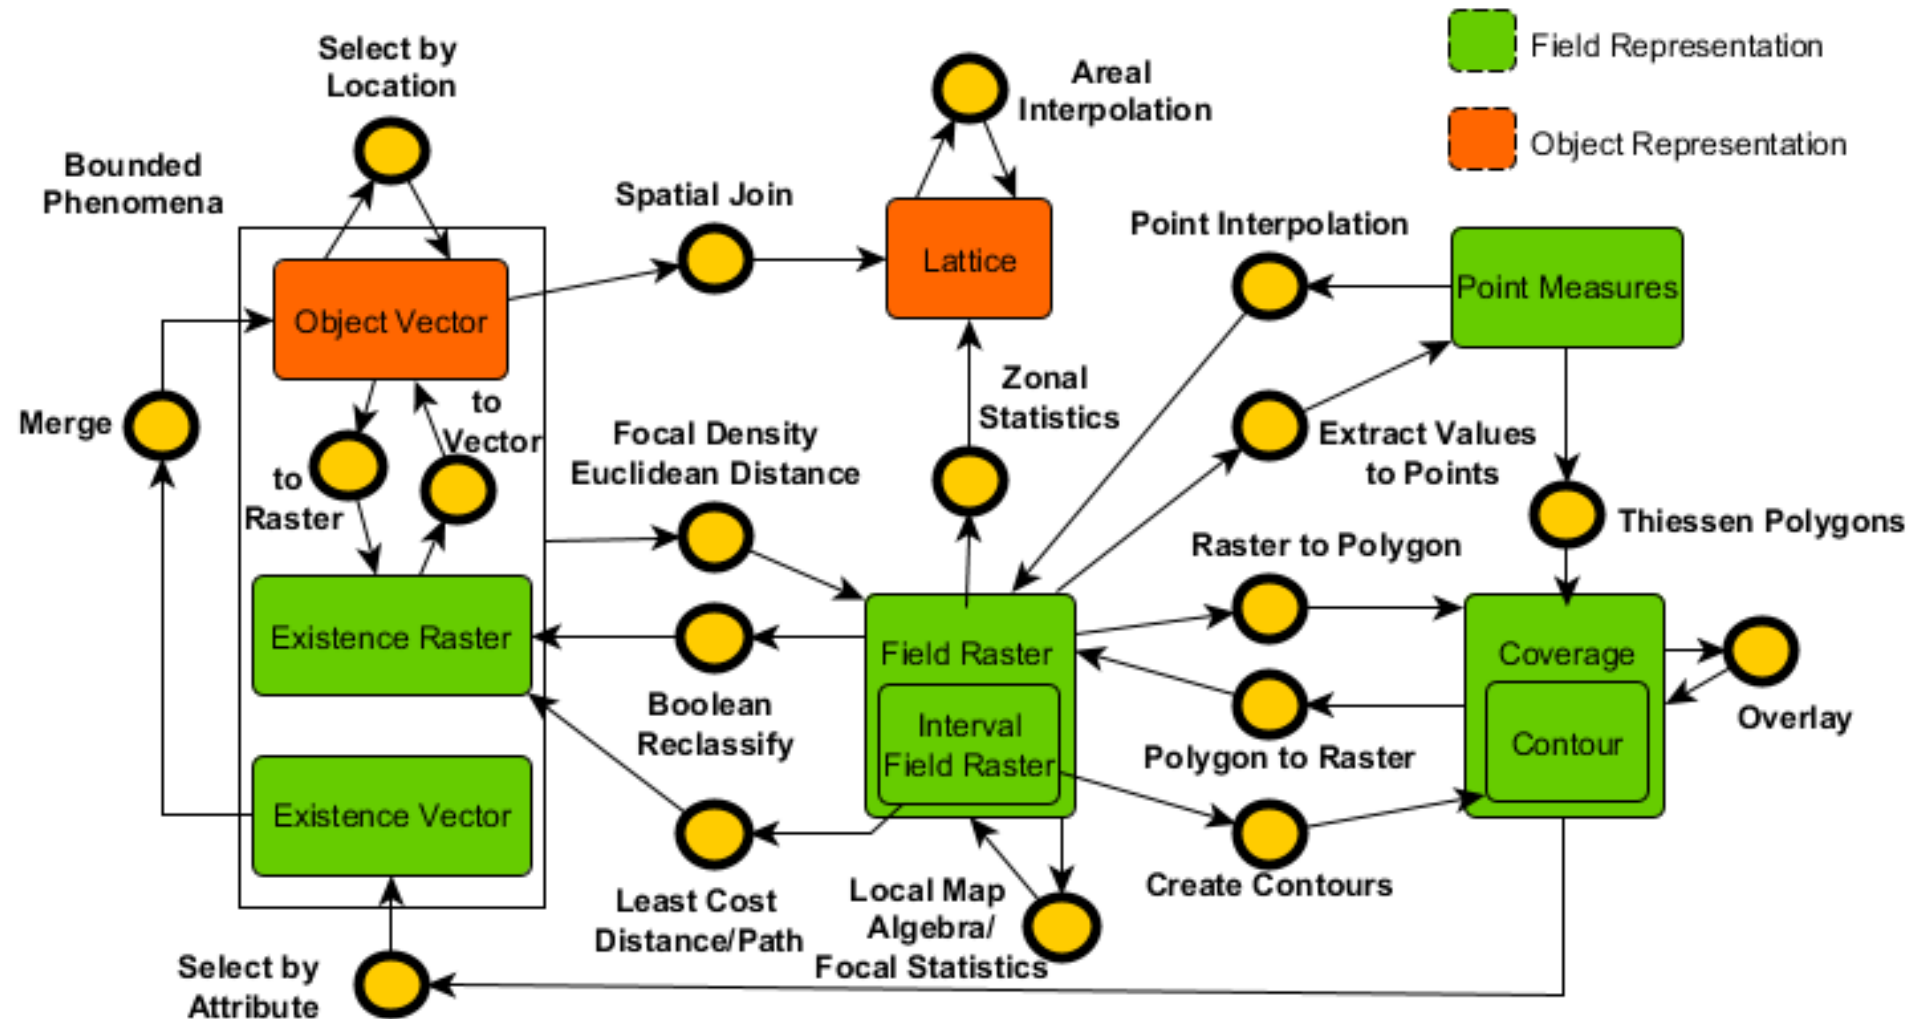 Select by
Location
Areal
Interpolation
Field Representation
Object Representation
Bounded
Phenomena
Spatial Join
Point Interpolation
Lattice
Point Measures
Object Vector
Zonal
Statistics
to
Vector
Merge
Focal Density
Euclidean Distance
Extract Values
to Points
to
Raster
Thiessen Polygons
Raster to Polygon
Existence Raster
Field Raster
Coverage
Boolean
Reclassify
Interval
Field Raster
Contour
Overlay
Polygon to Raster
Existence Vector
Create Contours
Least Cost
Distance/Path
Local Map
Algebra/
Focal Statistics
Select by
Attribute